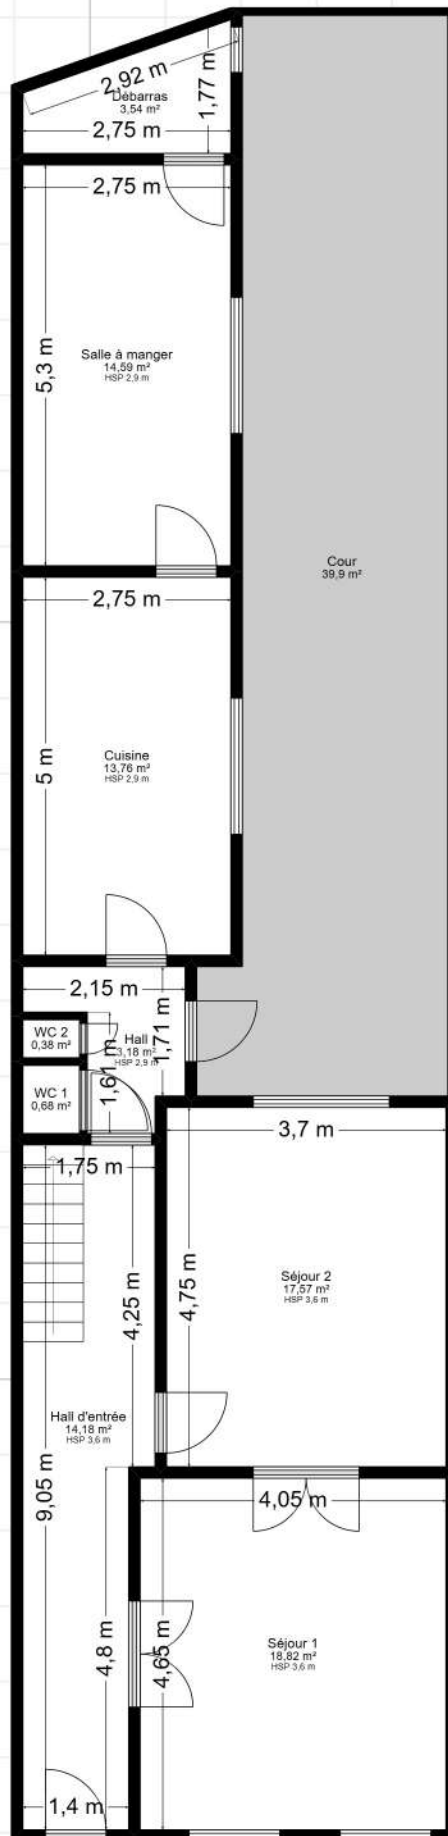 2,92 m
Débarras
3,54 m²
1,77 m
2,75 m
2,75 m
5,3 m
Salle à manger
14,59 m²
HSP 2,9 m
Cour
39,9 m²
2,75 m
5 m
Cuisine
13,76 m²
HSP 2,9 m
2,15 m
WC 2
0,38 m²
Hall
3,18 m²
HSP 2,9 m
1,71 m
1,61 m
WC 1
0,68 m²
3,7 m
1,75 m
4,25 m
4,75 m
Séjour 2
17,57 m²
HSP 3,6 m
Hall d'entrée
14,18 m²
HSP 3,6 m
9,05 m
4,05 m
4,8 m
4,65 m
Séjour 1
18,82 m²
HSP 3,6 m
1,4 m